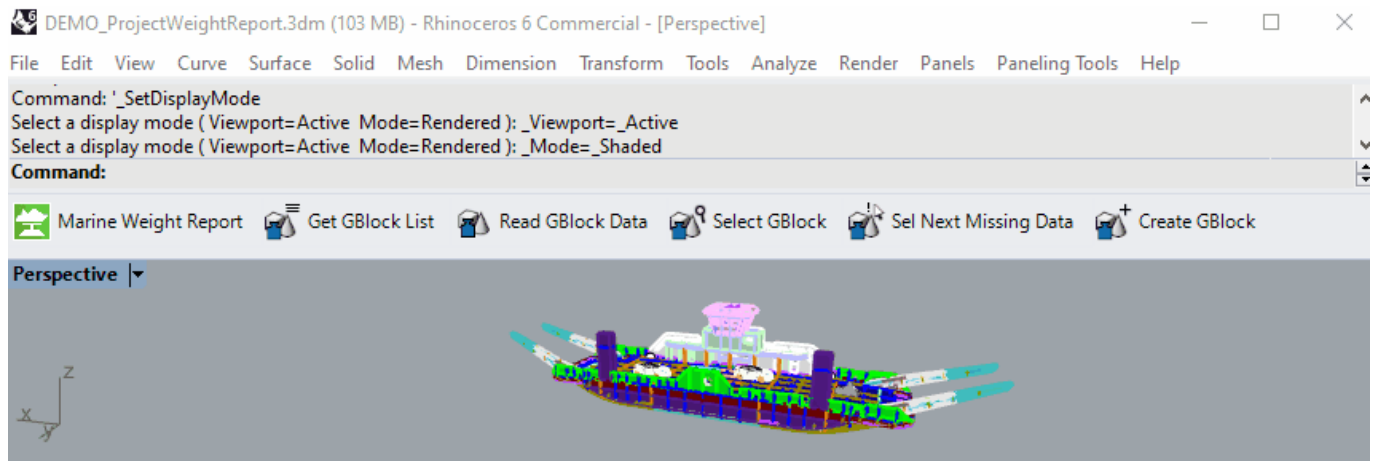 DEMO_ProjectWeightReport.3dm (103 MB) - Rhinoceros 6 Commercial - [Perspective]
File Edit View Curve Surface Solid Mesh Dimension Transform Tools Analyze Render Panels Paneling Tools Help
Command: '_SetDisplayMode
Select a display mode ( Viewport=Active Mode=Rendered ): _Viewport=_Active
Select a display mode ( Viewport=Active Mode=Rendered ): _Mode=_Shaded
Command:
Marine Weight Report Get GBlock List Read GBlock Data Select GBlock Sel Next Missing Data Create GBlock
Perspective
z
x
y